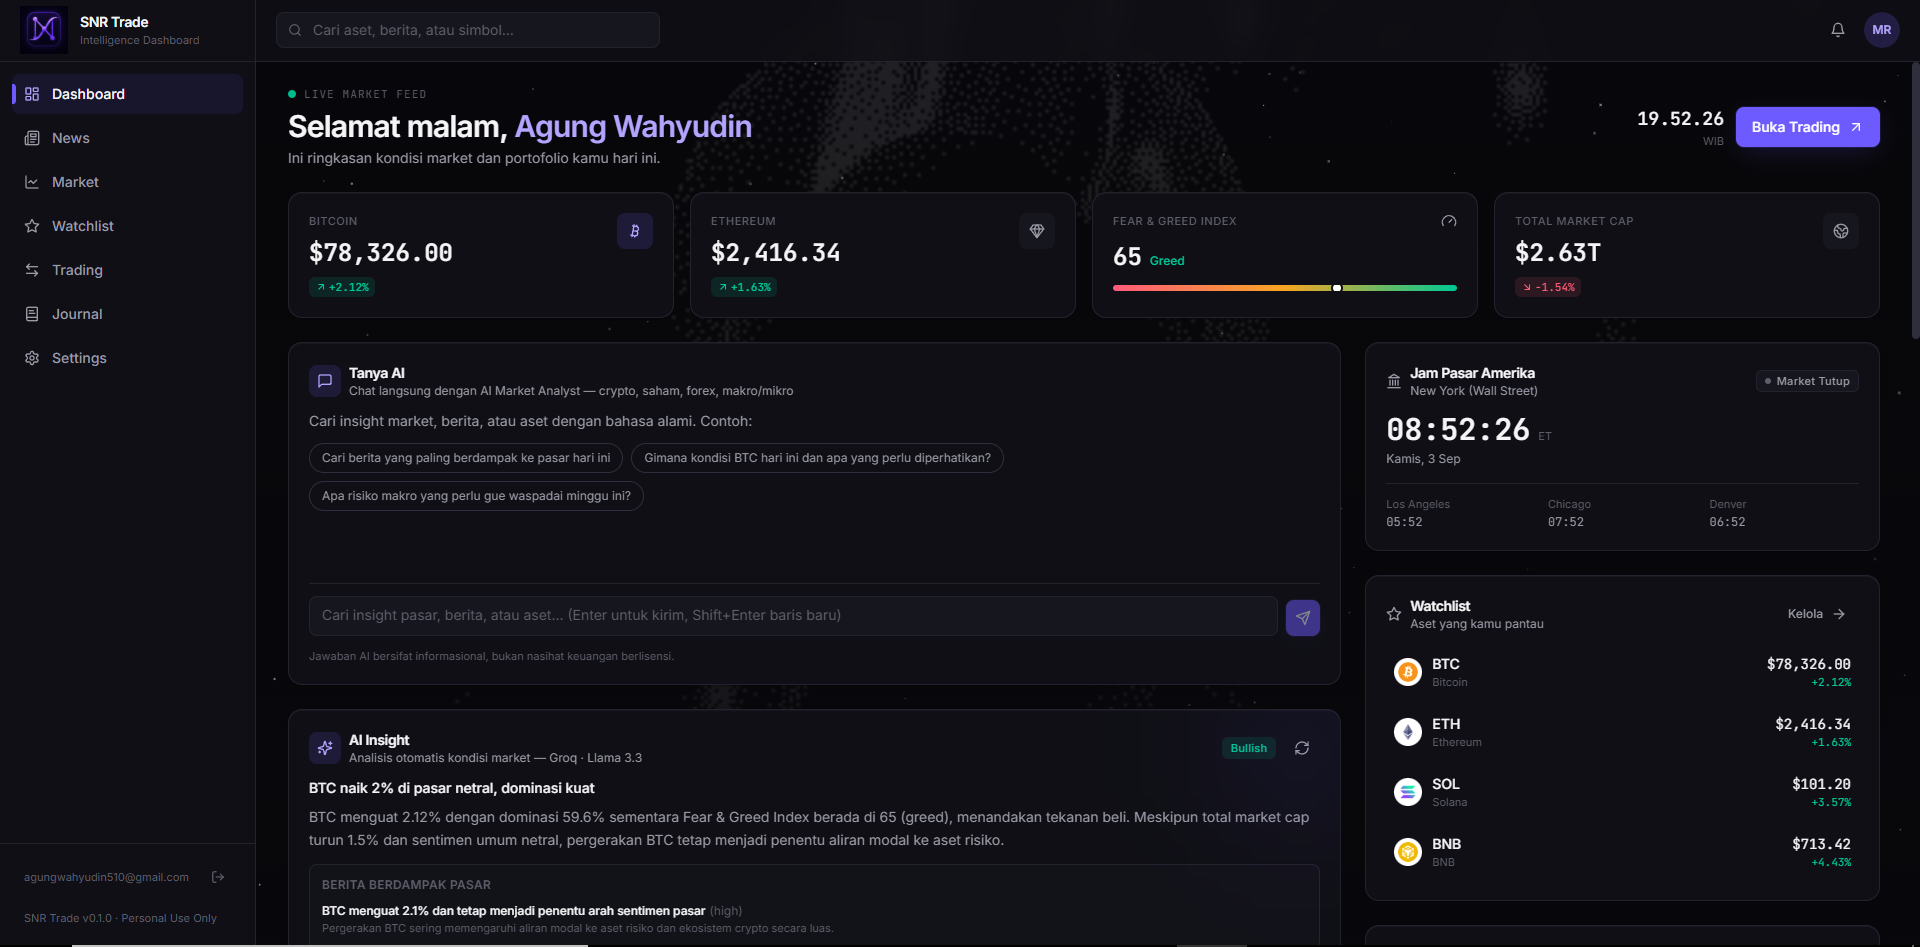 SNR Trade
Intelligence Dashboard
Cari aset, berita, atau simbol...
MR
Dashboard
News
Market
Watchlist
Trading
Journal
Settings
agungwahyudin510@gmail.com
SNR Trade v0.1.0 · Personal Use Only
LIVE MARKET FEED
Selamat malam, Agung Wahyudin
Ini ringkasan kondisi market dan portofolio kamu hari ini.
19.52.26
WIB
Buka Trading
BITCOIN
$78,326.00
+2.12%
ETHEREUM
$2,416.34
+1.63%
FEAR & GREED INDEX
65 Greed
TOTAL MARKET CAP
$2.63T
-1.54%
Tanya AI
Chat langsung dengan AI Market Analyst — crypto, saham, forex, makro/mikro
Cari insight market, berita, atau aset dengan bahasa alami. Contoh:
Cari berita yang paling berdampak ke pasar hari ini
Gimana kondisi BTC hari ini dan apa yang perlu diperhatikan?
Apa risiko makro yang perlu gue waspadai minggu ini?
Cari insight pasar, berita, atau aset... (Enter untuk kirim, Shift+Enter baris baru)
Jawaban AI bersifat informasional, bukan nasihat keuangan berlisensi.
AI Insight
Analisis otomatis kondisi market — Groq · Llama 3.3
Bullish
BTC naik 2% di pasar netral, dominasi kuat
BTC menguat 2.12% dengan dominasi 59.6% sementara Fear & Greed Index berada di 65 (greed), menandakan tekanan beli. Meskipun total market cap
turun 1.5% dan sentimen umum netral, pergerakan BTC tetap menjadi penentu aliran modal ke aset risiko.
BERITA BERDAMPAK PASAR
BTC menguat 2.1% dan tetap menjadi penentu arah sentimen pasar (high)
Pergerakan BTC sering memengaruhi aliran modal ke aset risiko dan ekosistem crypto secara luas.
Jam Pasar Amerika
New York (Wall Street)
Market Tutup
08:52:26 ET
Kamis, 3 Sep
Los Angeles
05:52
Chicago
07:52
Denver
06:52
Watchlist
Aset yang kamu pantau
Kelola
BTC
Bitcoin
$78,326.00
+2.12%
ETH
Ethereum
$2,416.34
+1.63%
SOL
Solana
$101.20
+3.57%
BNB
BNB
$713.42
+4.43%